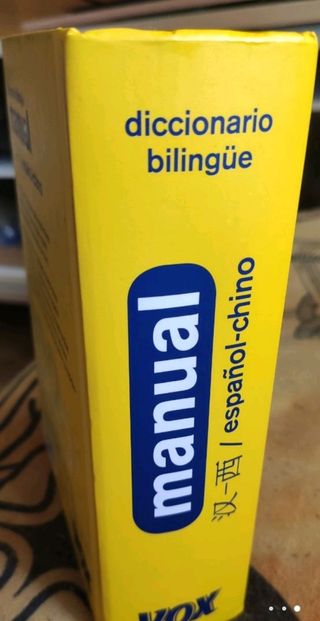 diccionario
bilingüe
manual
汉-西 / español-chino
vox